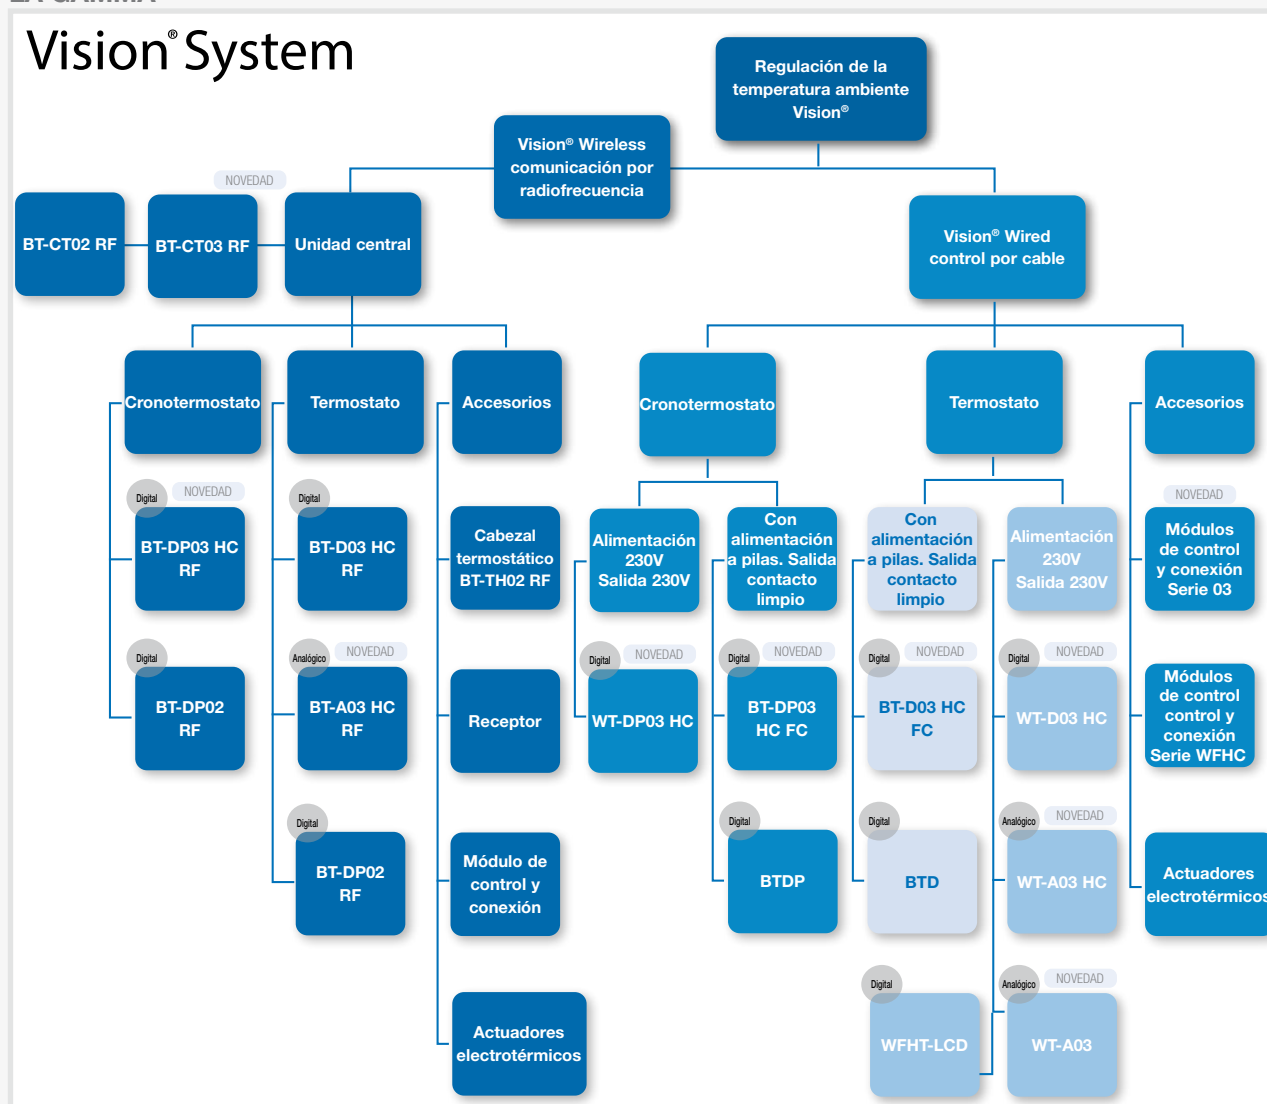 LA GAMMA
Vision® System
Regulación de la
temperatura ambiente
Vision®
Vision® Wireless
comunicación por
radiofrecuencia
NOVEDAD
BT-CT02 RF
BT-CT03 RF
Unidad central
Vision® Wired
control por cable
Cronotermostato
Termostato
Accesorios
Cronotermostato
Termostato
Accesorios
Digital
NOVEDAD
BT-DP03 HC
RF
Digital
BT-D03 HC
RF
Cabezal
termostático
BT-TH02 RF
Alimentación
230V
Salida 230V
Con
alimentación
a pilas. Salida
contacto
limpio
Con
alimentación
a pilas. Salida
contacto
limpio
Alimentación
230V
Salida 230V
NOVEDAD
Módulos
de control
y conexión
Serie 03
Digital
BT-DP02
RF
Analógico
NOVEDAD
BT-A03 HC
RF
Receptor
Digital
NOVEDAD
WT-DP03 HC
Digital
NOVEDAD
BT-DP03
HC FC
Digital
NOVEDAD
BT-D03 HC
FC
Digital
NOVEDAD
WT-D03 HC
Módulos
de control
control y
conexión
Serie WFHC
Digital
BT-DP02
RF
Módulo de
control y
conexión
Digital
BTDP
Digital
BTD
Analógico
NOVEDAD
WT-A03 HC
Actuadores
electrotérmicos
Actuadores
electrotérmicos
Digital
WFHT-LCD
Analógico
NOVEDAD
WT-A03